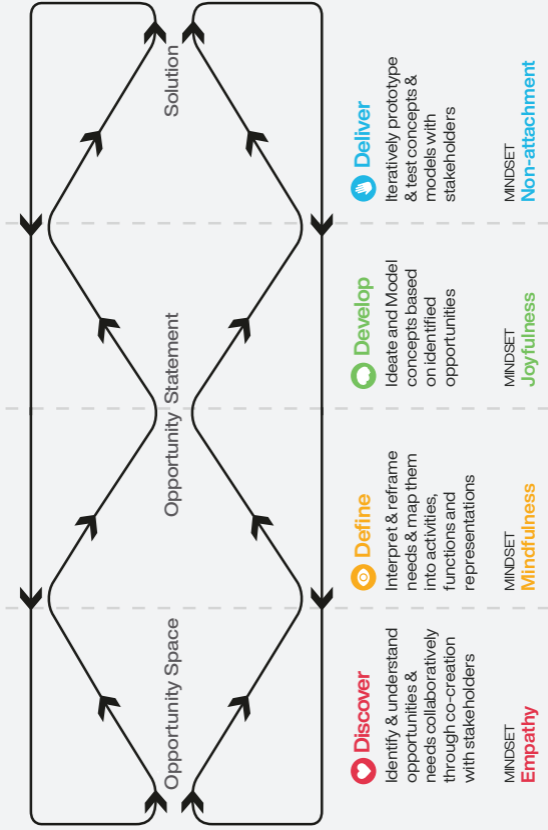 Opportunity Space
Opportunity Statement
Solution
Discover
Identify & understand
opportunities &
needs collaboratively
through co-creation
with stakeholders
MINDSET
Empathy
Define
Interpret & reframe
needs & map them
into activities,
functions and
representations
MINDSET
Mindfulness
Develop
Ideate and Model
concepts based
on identified
opportunities
MINDSET
Joyfulness
Deliver
Iteratively prototype
& test concepts &
models with
stakeholders
MINDSET
Non-attachment